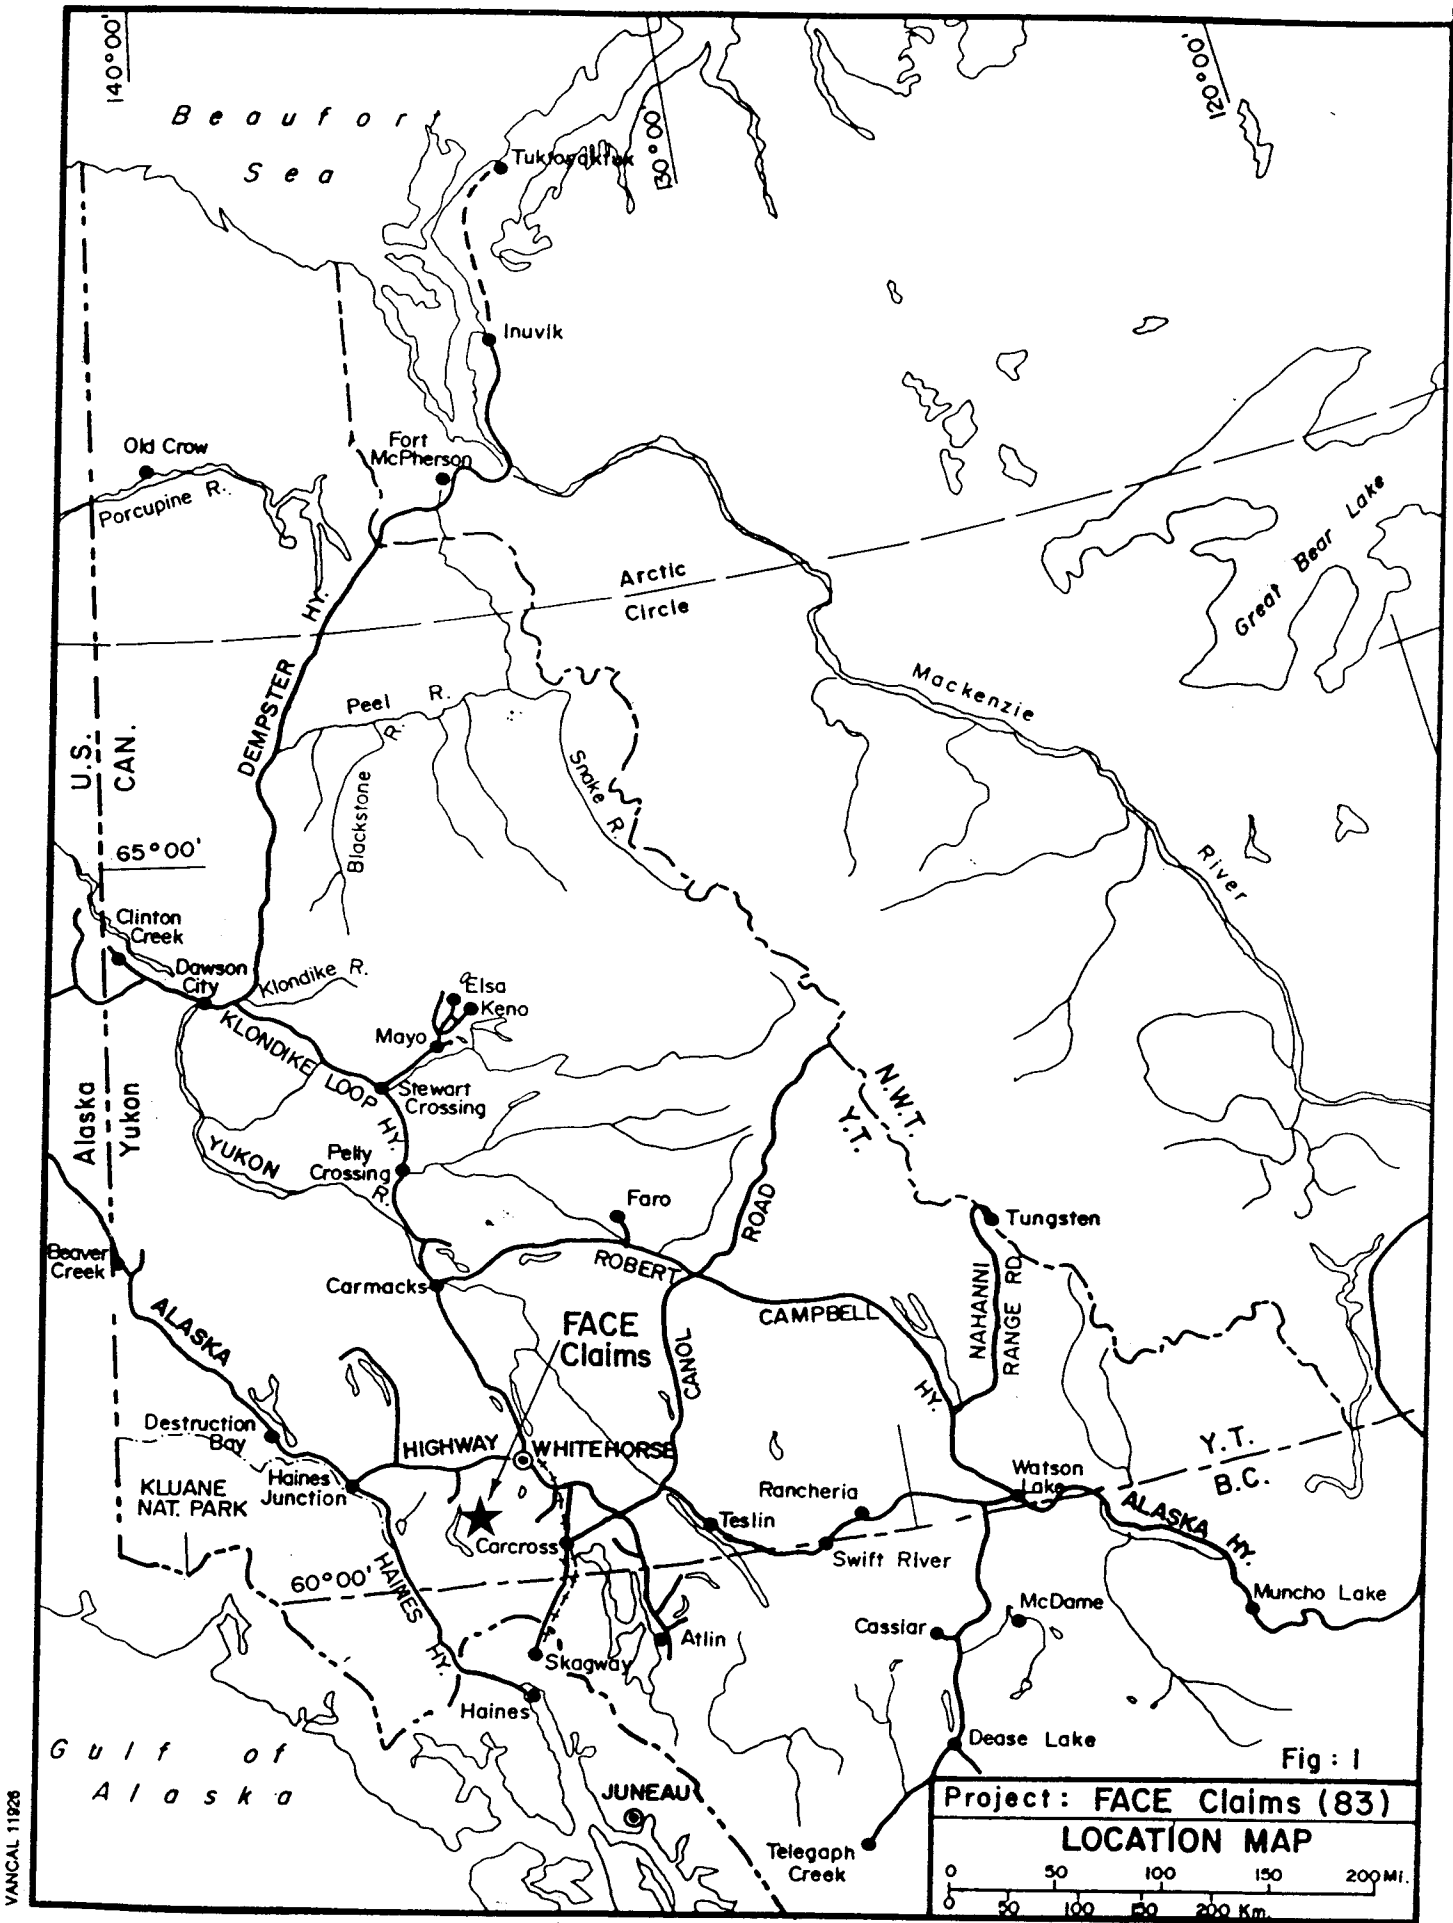 140°00'
130°00'
120°00'
Beaufort
Sea
Tuktoyaktuk
Inuvik
Old Crow
Fort
McPherson
Porcupine R.
Arctic
Circle
Great Bear Lake
DEMPSTER HY.
Peel R.
Mackenzie
River
U.S.
CAN.
Blackstone R.
Snake R.
65°00'
Clinton
Creek
Dawson
City
Klondike R.
Elsa
Keno
Mayo
KLONDIKE LOOP HY.
Stewart
Crossing
Alaska
Yukon
N.W.T.
Y.T.
YUKON R.
Pelly
Crossing
Faro
ROAD
Tungsten
Beaver
Creek
ROBERT
CAMPBELL
HY.
NAHANNI
RANGE RD.
Carmacks
FACE
Claims
CANOL
ALASKA
Destruction
Bay
HIGHWAY
WHITEHORSE
Y.T.
B.C.
KLUANE
NAT. PARK
Haines
Junction
Rancheria
Watson
Lake
ALASKA HY.
Teslin
Carcross
Swift River
60°00'
HAINES
HY.
Muncho Lake
McDame
Cassiar
Atlin
Skagway
Haines
Dease Lake
Gulf of
Alaska
JUNEAU
Telegaph
Creek
Fig : 1
Project: FACE Claims (83)
LOCATION MAP
0 50 100 150 200 Mi.
0 50 100 150 200 Km.
VANCAL 11926